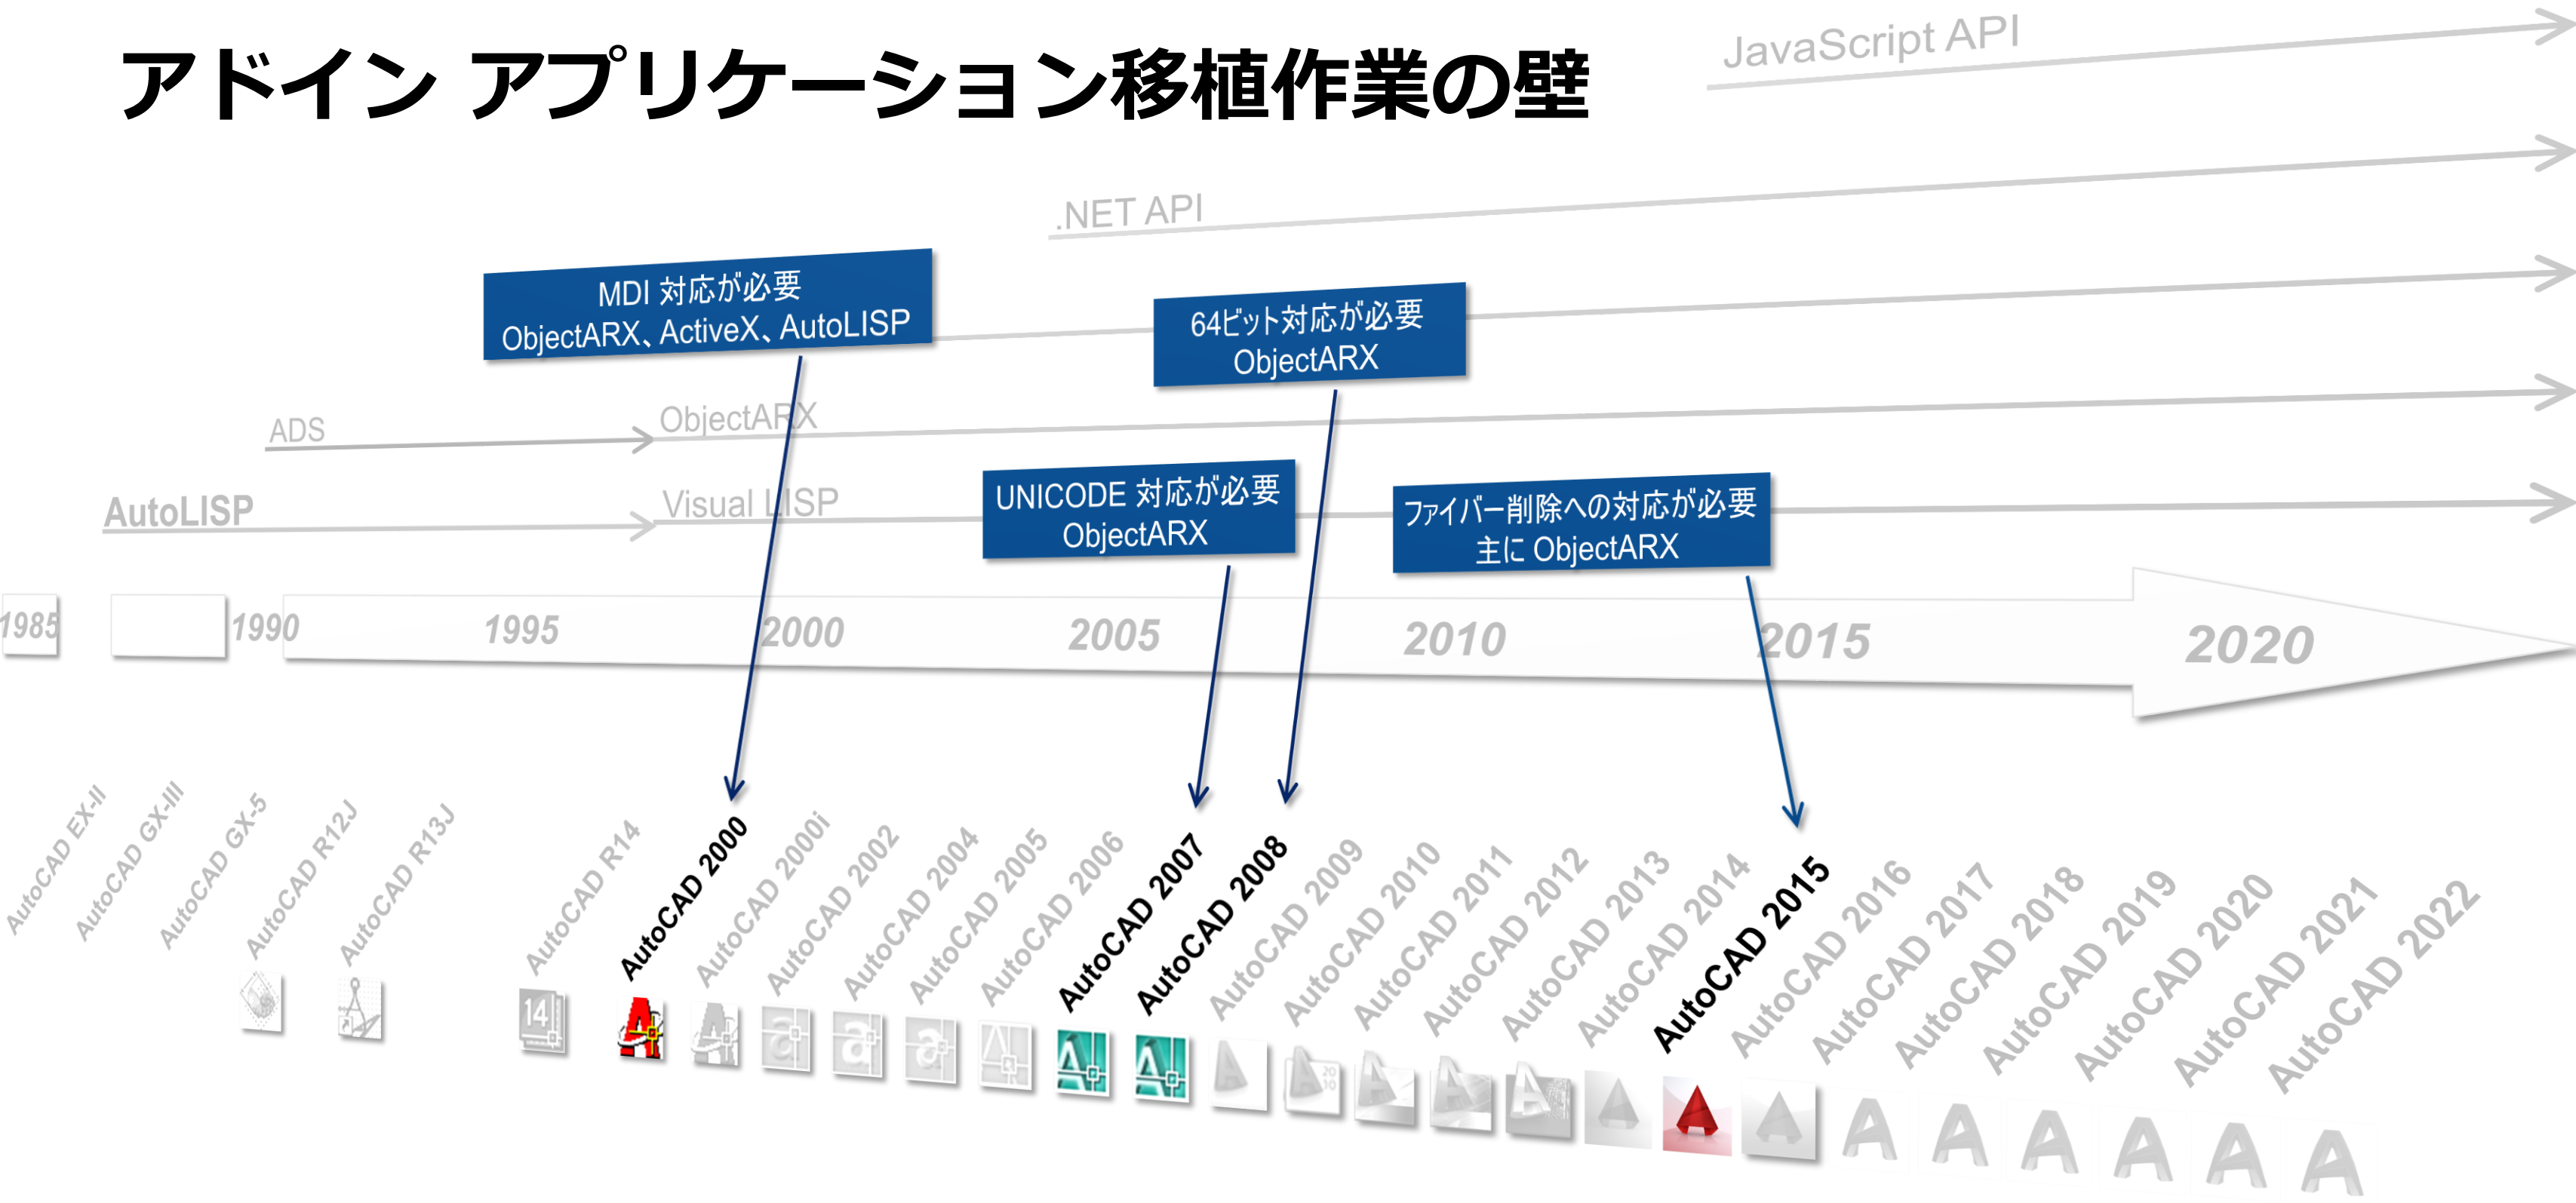 アドイン アプリケーション移植作業の壁
JavaScript API
.NET API
MDI 対応が必要
ObjectARX、ActiveX、AutoLISP
64ビット対応が必要
ObjectARX
ADS
ObjectARX
AutoLISP
Visual LISP
UNICODE 対応が必要
ObjectARX
ファイバー削除への対応が必要
主に ObjectARX
1985
1990
1995
2000
2005
2010
2015
2020
AutoCAD EX-II
AutoCAD GX-III
AutoCAD GX-5
AutoCAD R12J
AutoCAD R13J
AutoCAD R14
AutoCAD 2000
AutoCAD 2000i
AutoCAD 2002
AutoCAD 2004
AutoCAD 2005
AutoCAD 2006
AutoCAD 2007
AutoCAD 2008
AutoCAD 2009
AutoCAD 2010
AutoCAD 2011
AutoCAD 2012
AutoCAD 2013
AutoCAD 2014
AutoCAD 2015
AutoCAD 2016
AutoCAD 2017
AutoCAD 2018
AutoCAD 2019
AutoCAD 2020
AutoCAD 2021
AutoCAD 2022
14
20
10